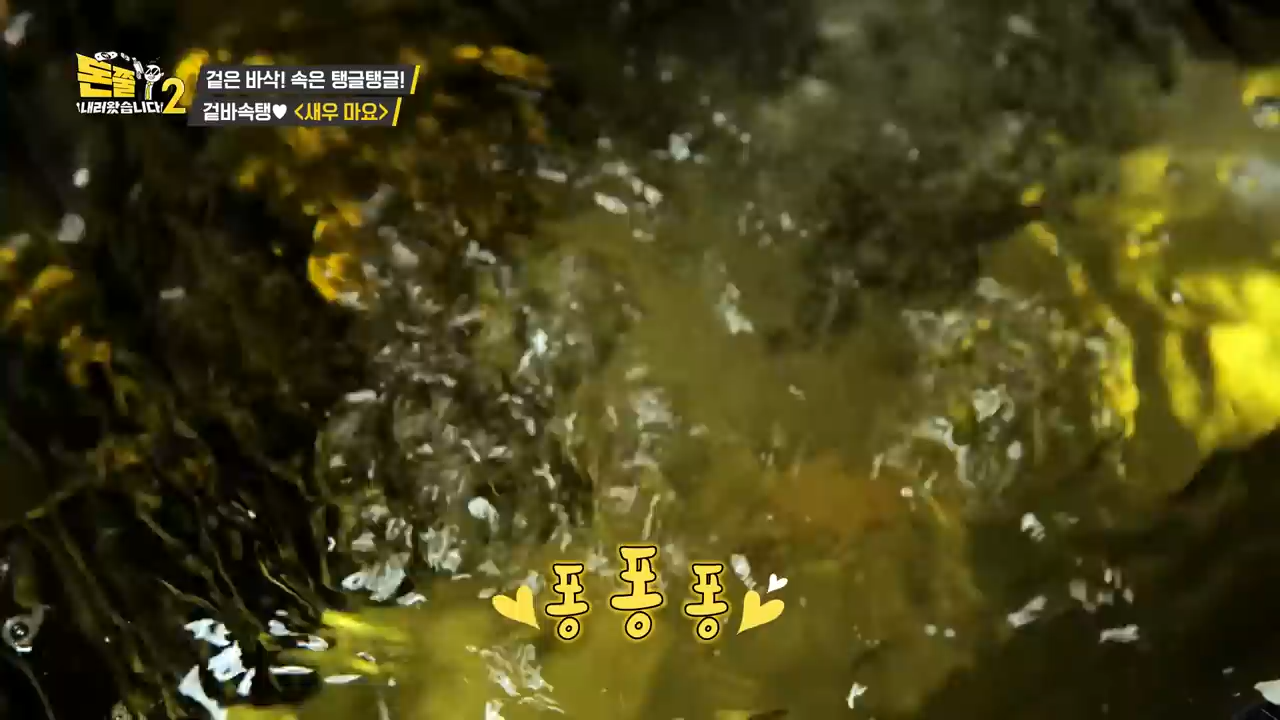 돈쭐
내러왔습니다 2
겉은 바삭! 속은 탱글탱글!
겉바속탱♥ <새우 마요>
퐁 퐁 퐁